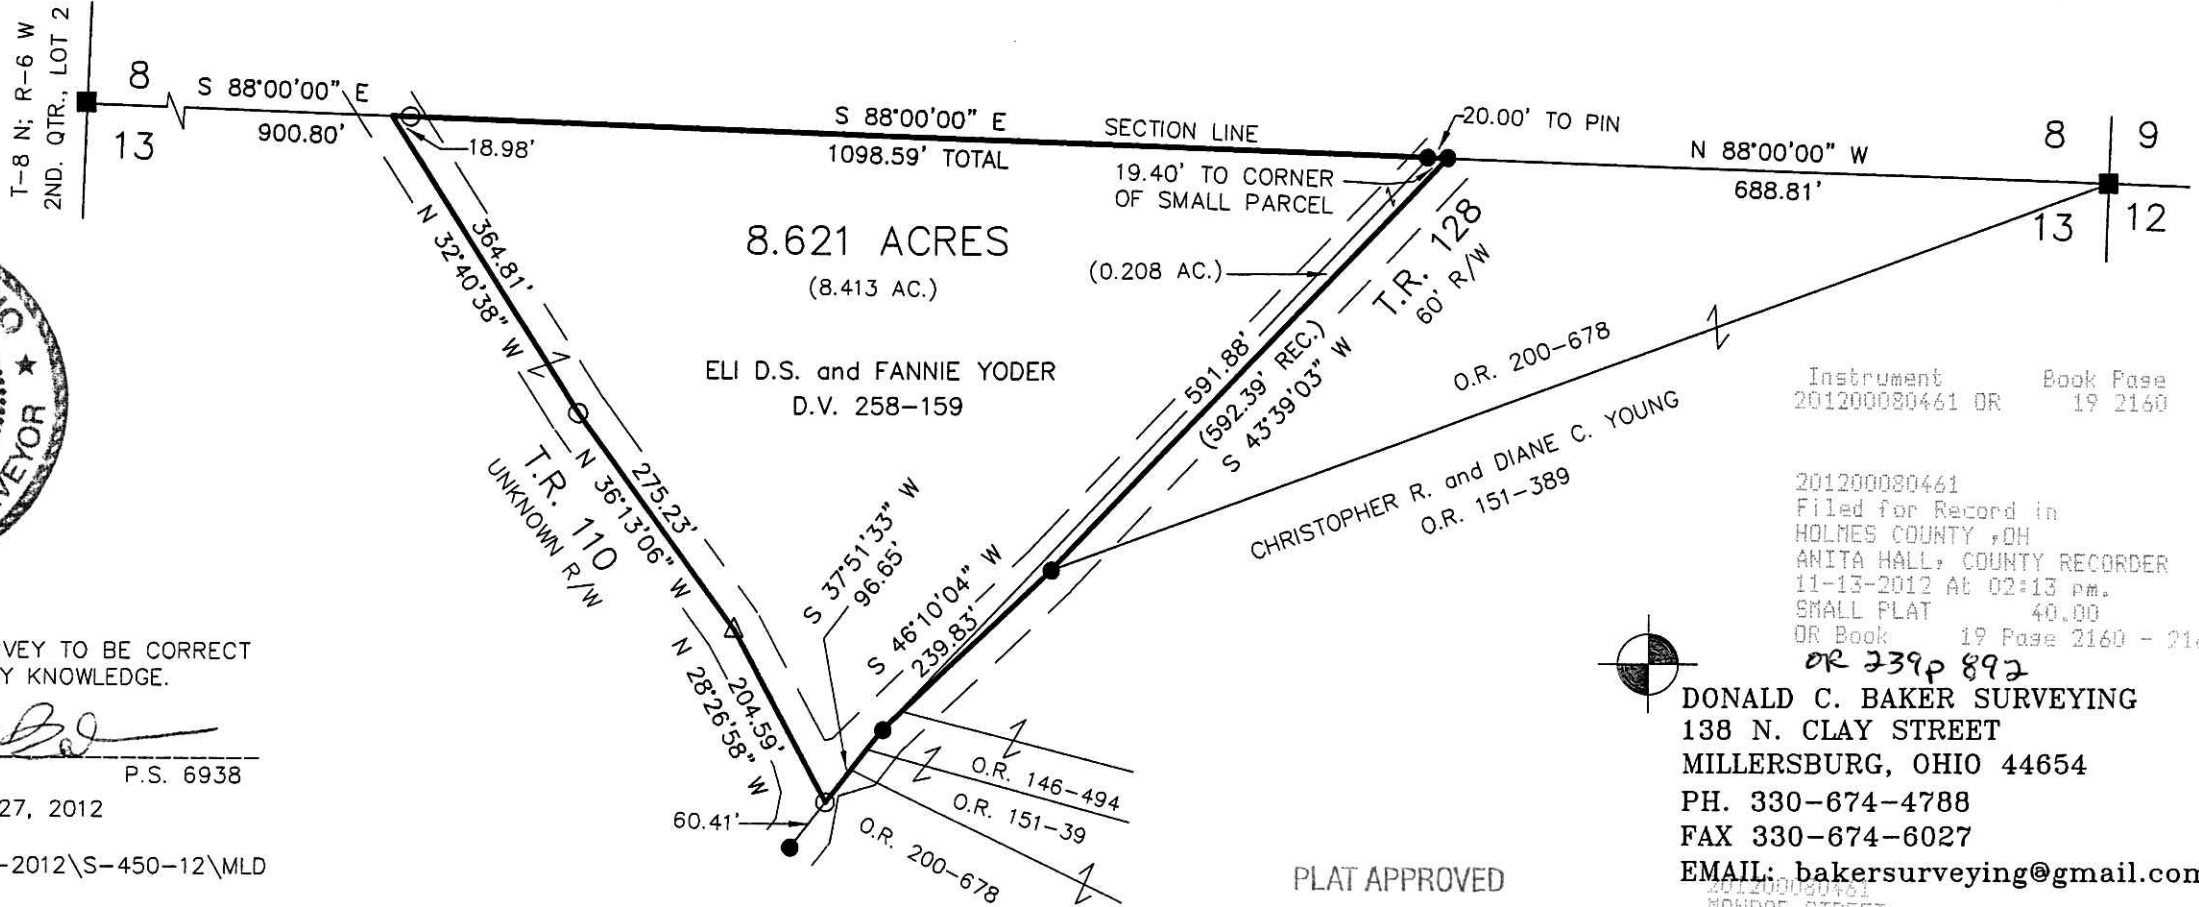 T-8 N; R-6 W
2ND. QTR., LOT 2
8
13
S 88°00'00" E
900.80'
18.98'
S 88°00'00" E
1098.59' TOTAL
SECTION LINE
20.00' TO PIN
19.40' TO CORNER
OF SMALL PARCEL
N 88°00'00" W
688.81'
8
9
13
12
8.621 ACRES
(8.413 AC.)
(0.208 AC.)
ELI D.S. and FANNIE YODER
D.V. 258-159
364.81'
N 32°40'38" W
275.23'
N 36°13'06" W
T.R. 110
UNKNOWN R/W
204.59'
N 28°26'58" W
60.41'
S 37°51'33" W
96.65'
S 46°10'04" W
239.83'
591.88'
(592.39' REC.)
S 43°39'03" W
T.R. 128
60' R/W
O.R. 200-678
CHRISTOPHER R. and DIANE C. YOUNG
O.R. 151-389
O.R. 146-494
O.R. 151-39
O.R. 200-678
VEYOR
VEY TO BE CORRECT
Y KNOWLEDGE.
P.S. 6938
27, 2012
-2012\S-450-12\MLD
Instrument Book Page
201200080461 OR 19 2160
201200080461
Filed for Record in
HOLMES COUNTY ,OH
ANITA HALL, COUNTY RECORDER
11-13-2012 At 02:13 pm.
SMALL PLAT 40.00
OR Book 19 Page 2160 - 216
OR 239p 892
DONALD C. BAKER SURVEYING
138 N. CLAY STREET
MILLERSBURG, OHIO 44654
PH. 330-674-4788
FAX 330-674-6027
EMAIL: bakersurveying@gmail.com
201200080461
PLAT APPROVED